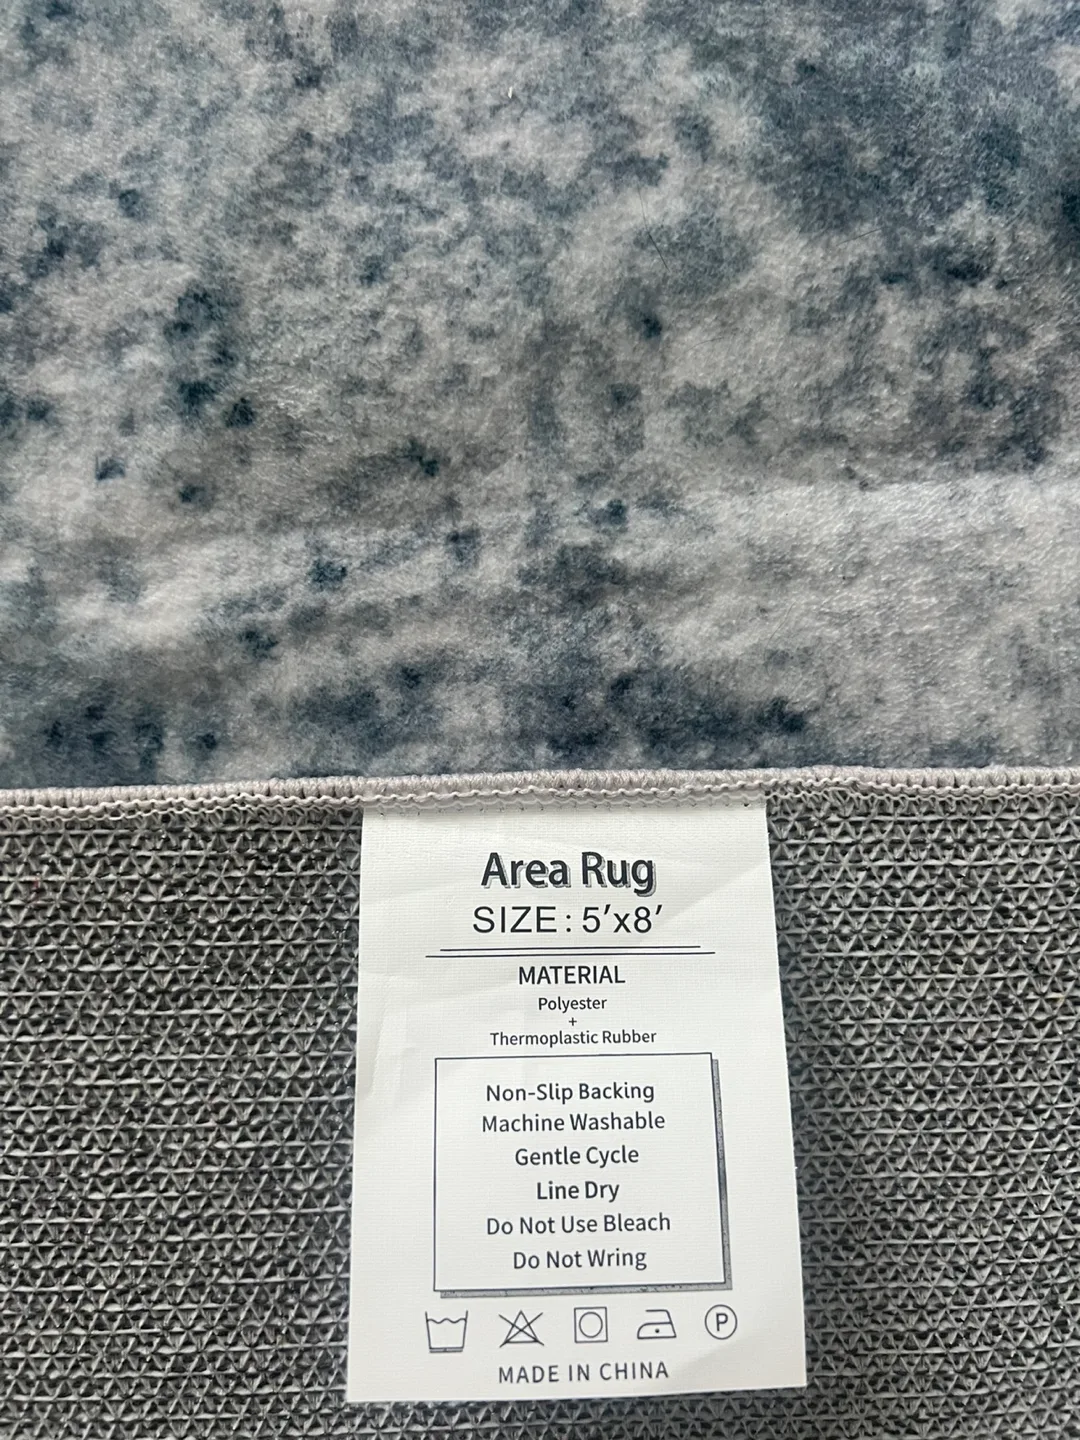 Area Rug
SIZE: 5'x8'
MATERIAL
Polyester
+
Thermoplastic Rubber
Non-Slip Backing
Machine Washable
Gentle Cycle
Line Dry
Do Not Use Bleach
Do Not Wring
P
MADE IN CHINA